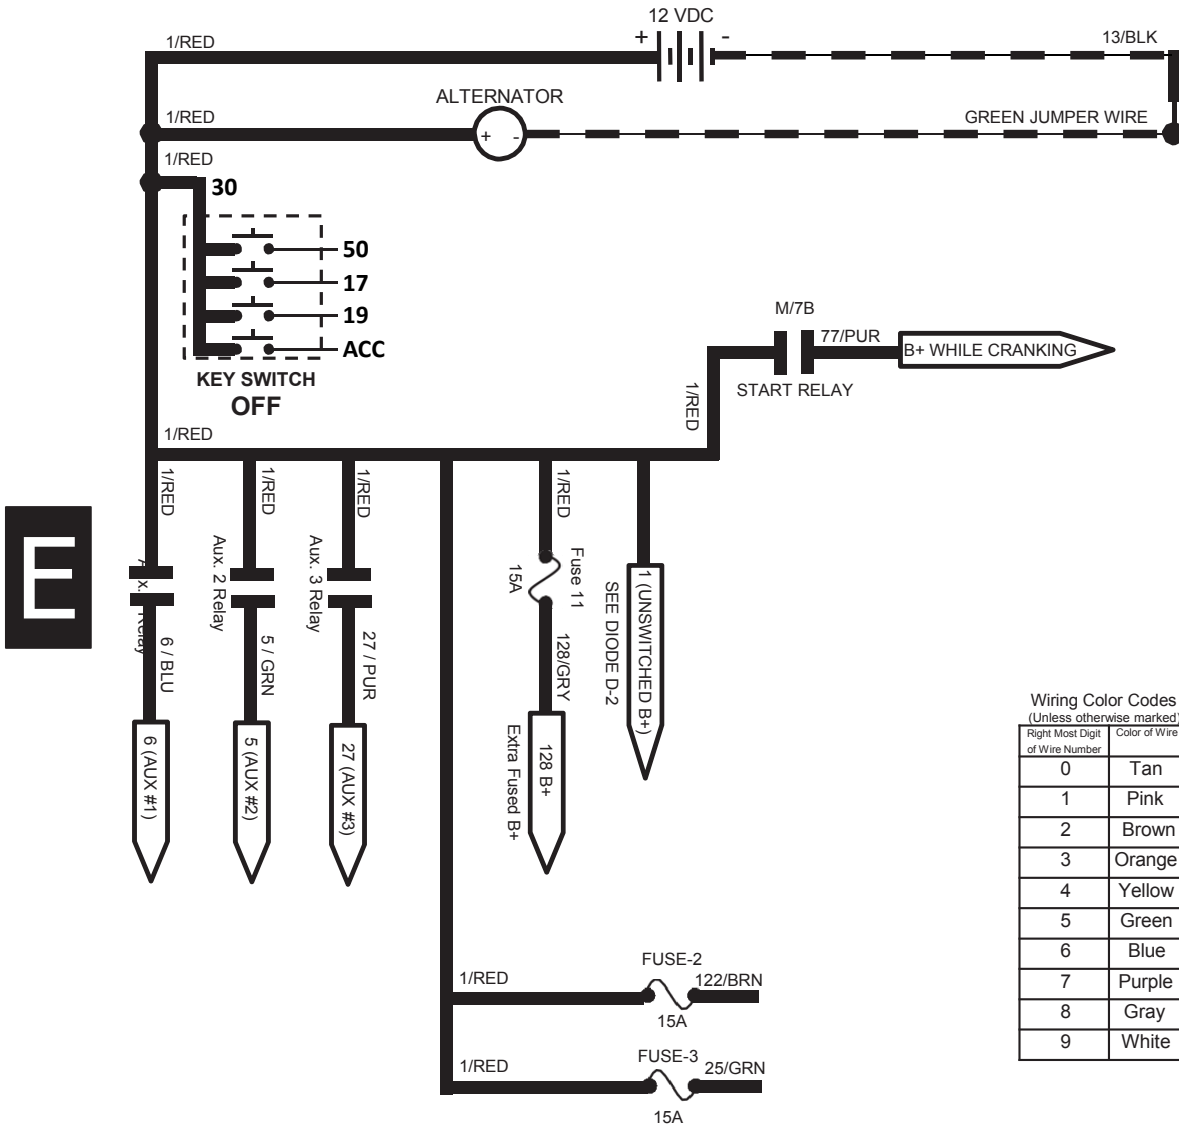 12 VDC
+
-
1/RED
13/BLK
ALTERNATOR
1/RED
+
-
GREEN JUMPER WIRE
1/RED
30
50
17
19
ACC
KEY SWITCH
OFF
M/7B
77/PUR
B+ WHILE CRANKING
START RELAY
1/RED
1/RED
1/RED
1/RED
1/RED
1/RED
E
Relay
Aux. 2 Relay
Aux. 3 Relay
Fuse 11
15A
6 / BLU
5 / GRN
27 / PUR
128/GRY
1 (UNSWITCHED B+)
SEE DIODE D-2
6 (AUX #1)
5 (AUX #2)
27 (AUX #3)
128 B+
Extra Fused B+
FUSE-2
1/RED
122/BRN
15A
FUSE-3
1/RED
25/GRN
15A
Wiring Color Codes
(Unless otherwise marked)
Right Most Digit
of Wire Number
Color of Wire
0 Tan
1 Pink
2 Brown
3 Orange
4 Yellow
5 Green
6 Blue
7 Purple
8 Gray
9 White